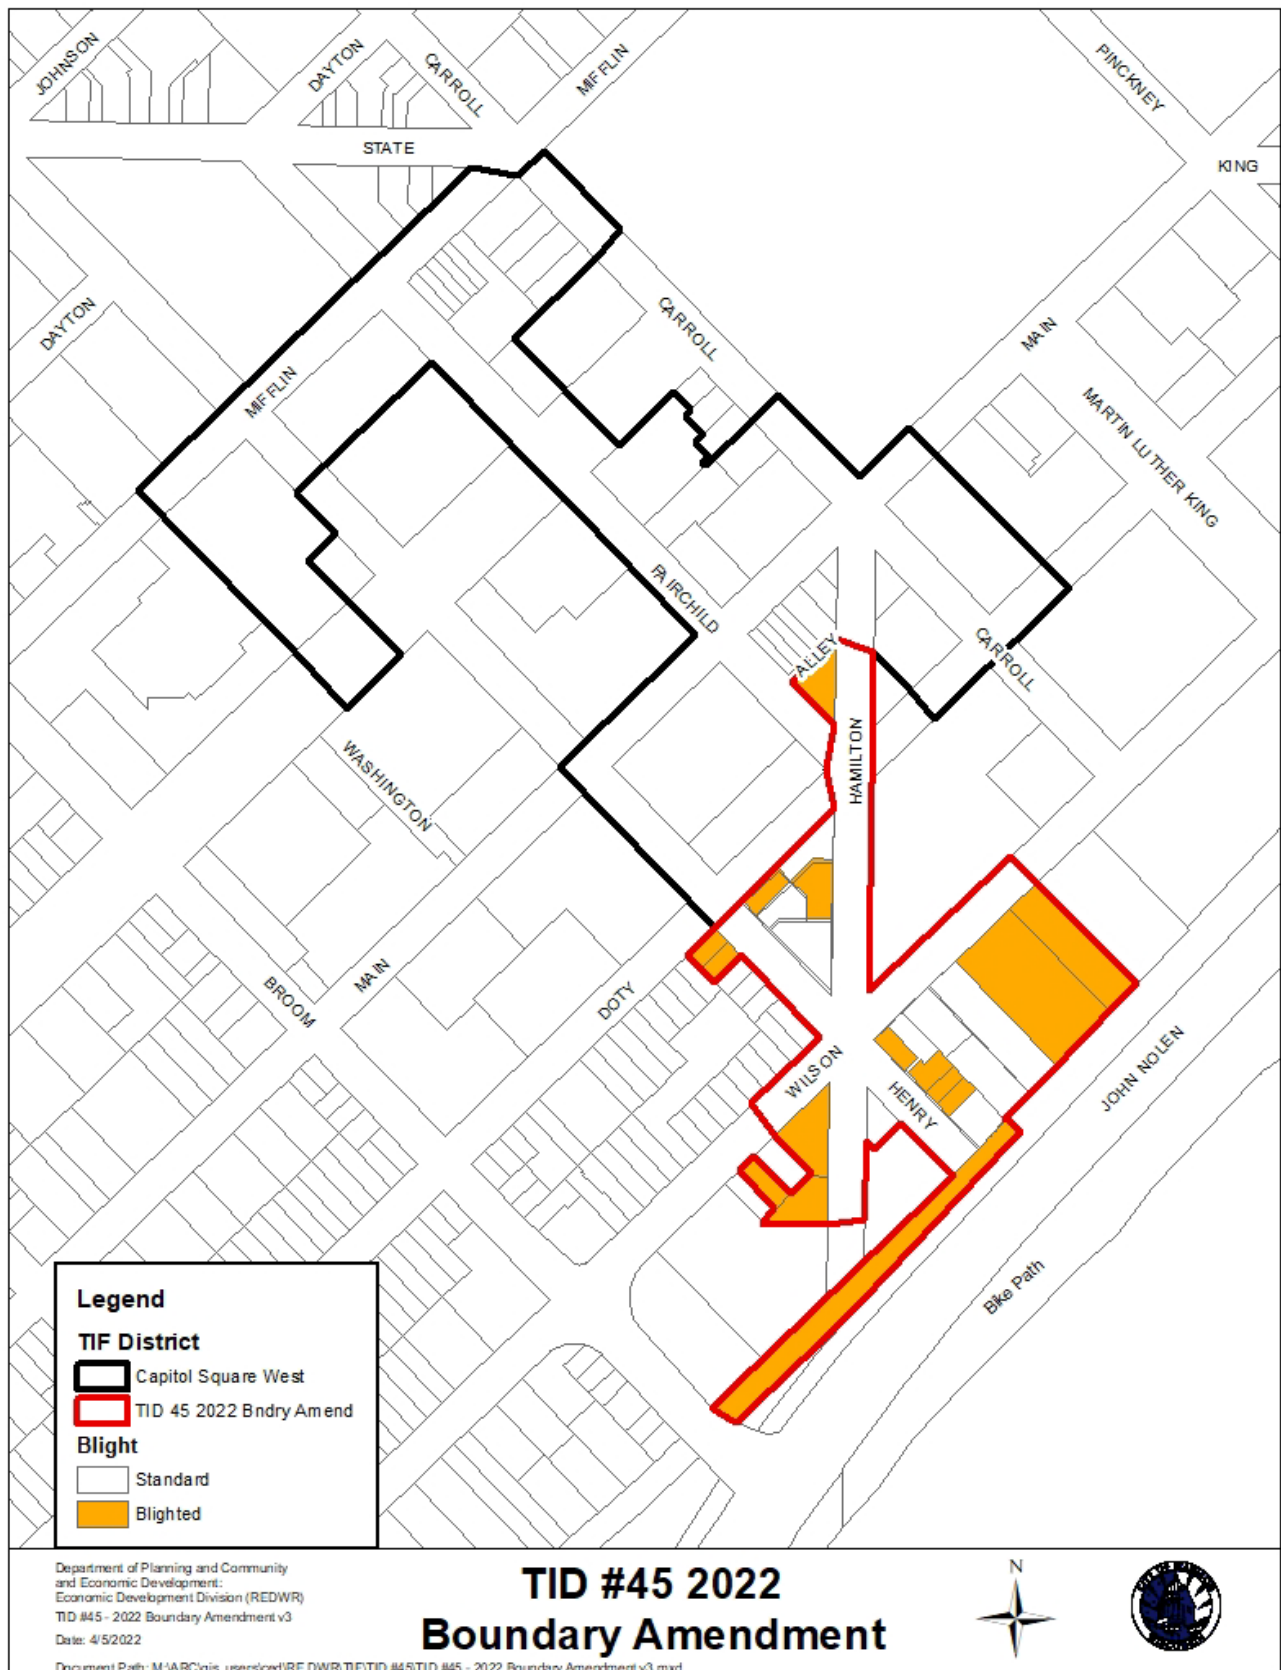 JOHNSON
DAYTON
CARROLL
MIFFLIN
PINCKNEY
STATE
KING
DAYTON
CARROLL
MAIN
MIFFLIN
MARTIN LUTHER KING
FAIRCHILD
ALLEY
CARROLL
HAMILTON
WASHINGTON
BROOM
MAIN
DOTY
WILSON
HENRY
JOHN NOLEN
Bike Path
Legend
TIF District
Capitol Square West
TID 45 2022 Bndry Amend
Blight
Standard
Blighted
Department of Planning and Community
and Economic Development:
Economic Development Division (REDWR)
TID #45 - 2022 Boundary Amendment v3
Date: 4/5/2022
TID #45 2022
Boundary Amendment
N